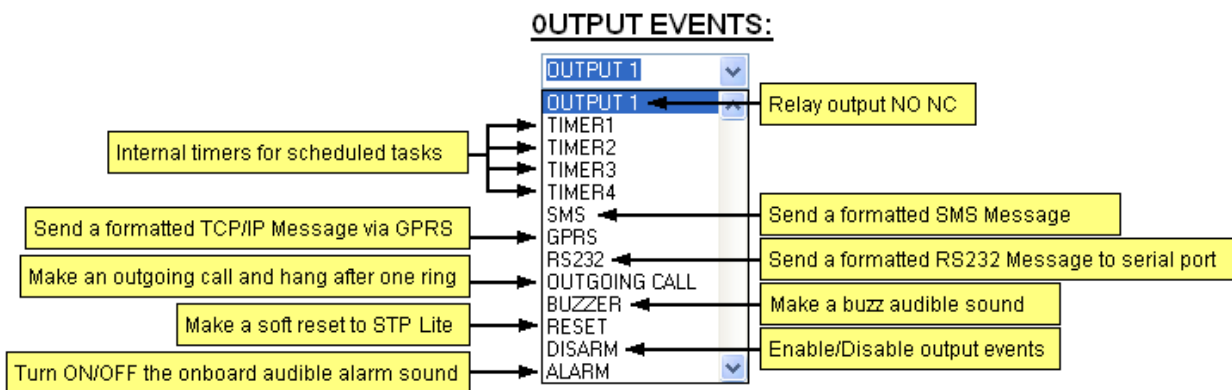 0UTPUT EVENTS:
OUTPUT 1
OUTPUT 1
Relay output NO NC
TIMER1
TIMER2
Internal timers for scheduled tasks
TIMER3
TIMER4
SMS
Send a formatted SMS Message
Send a formatted TCP/IP Message via GPRS
GPRS
RS232
Send a formatted RS232 Message to serial port
Make an outgoing call and hang after one ring
OUTGOING CALL
BUZZER
Make a buzz audible sound
Make a soft reset to STP Lite
RESET
DISARM
Enable/Disable output events
Turn ON/OFF the onboard audible alarm sound
ALARM